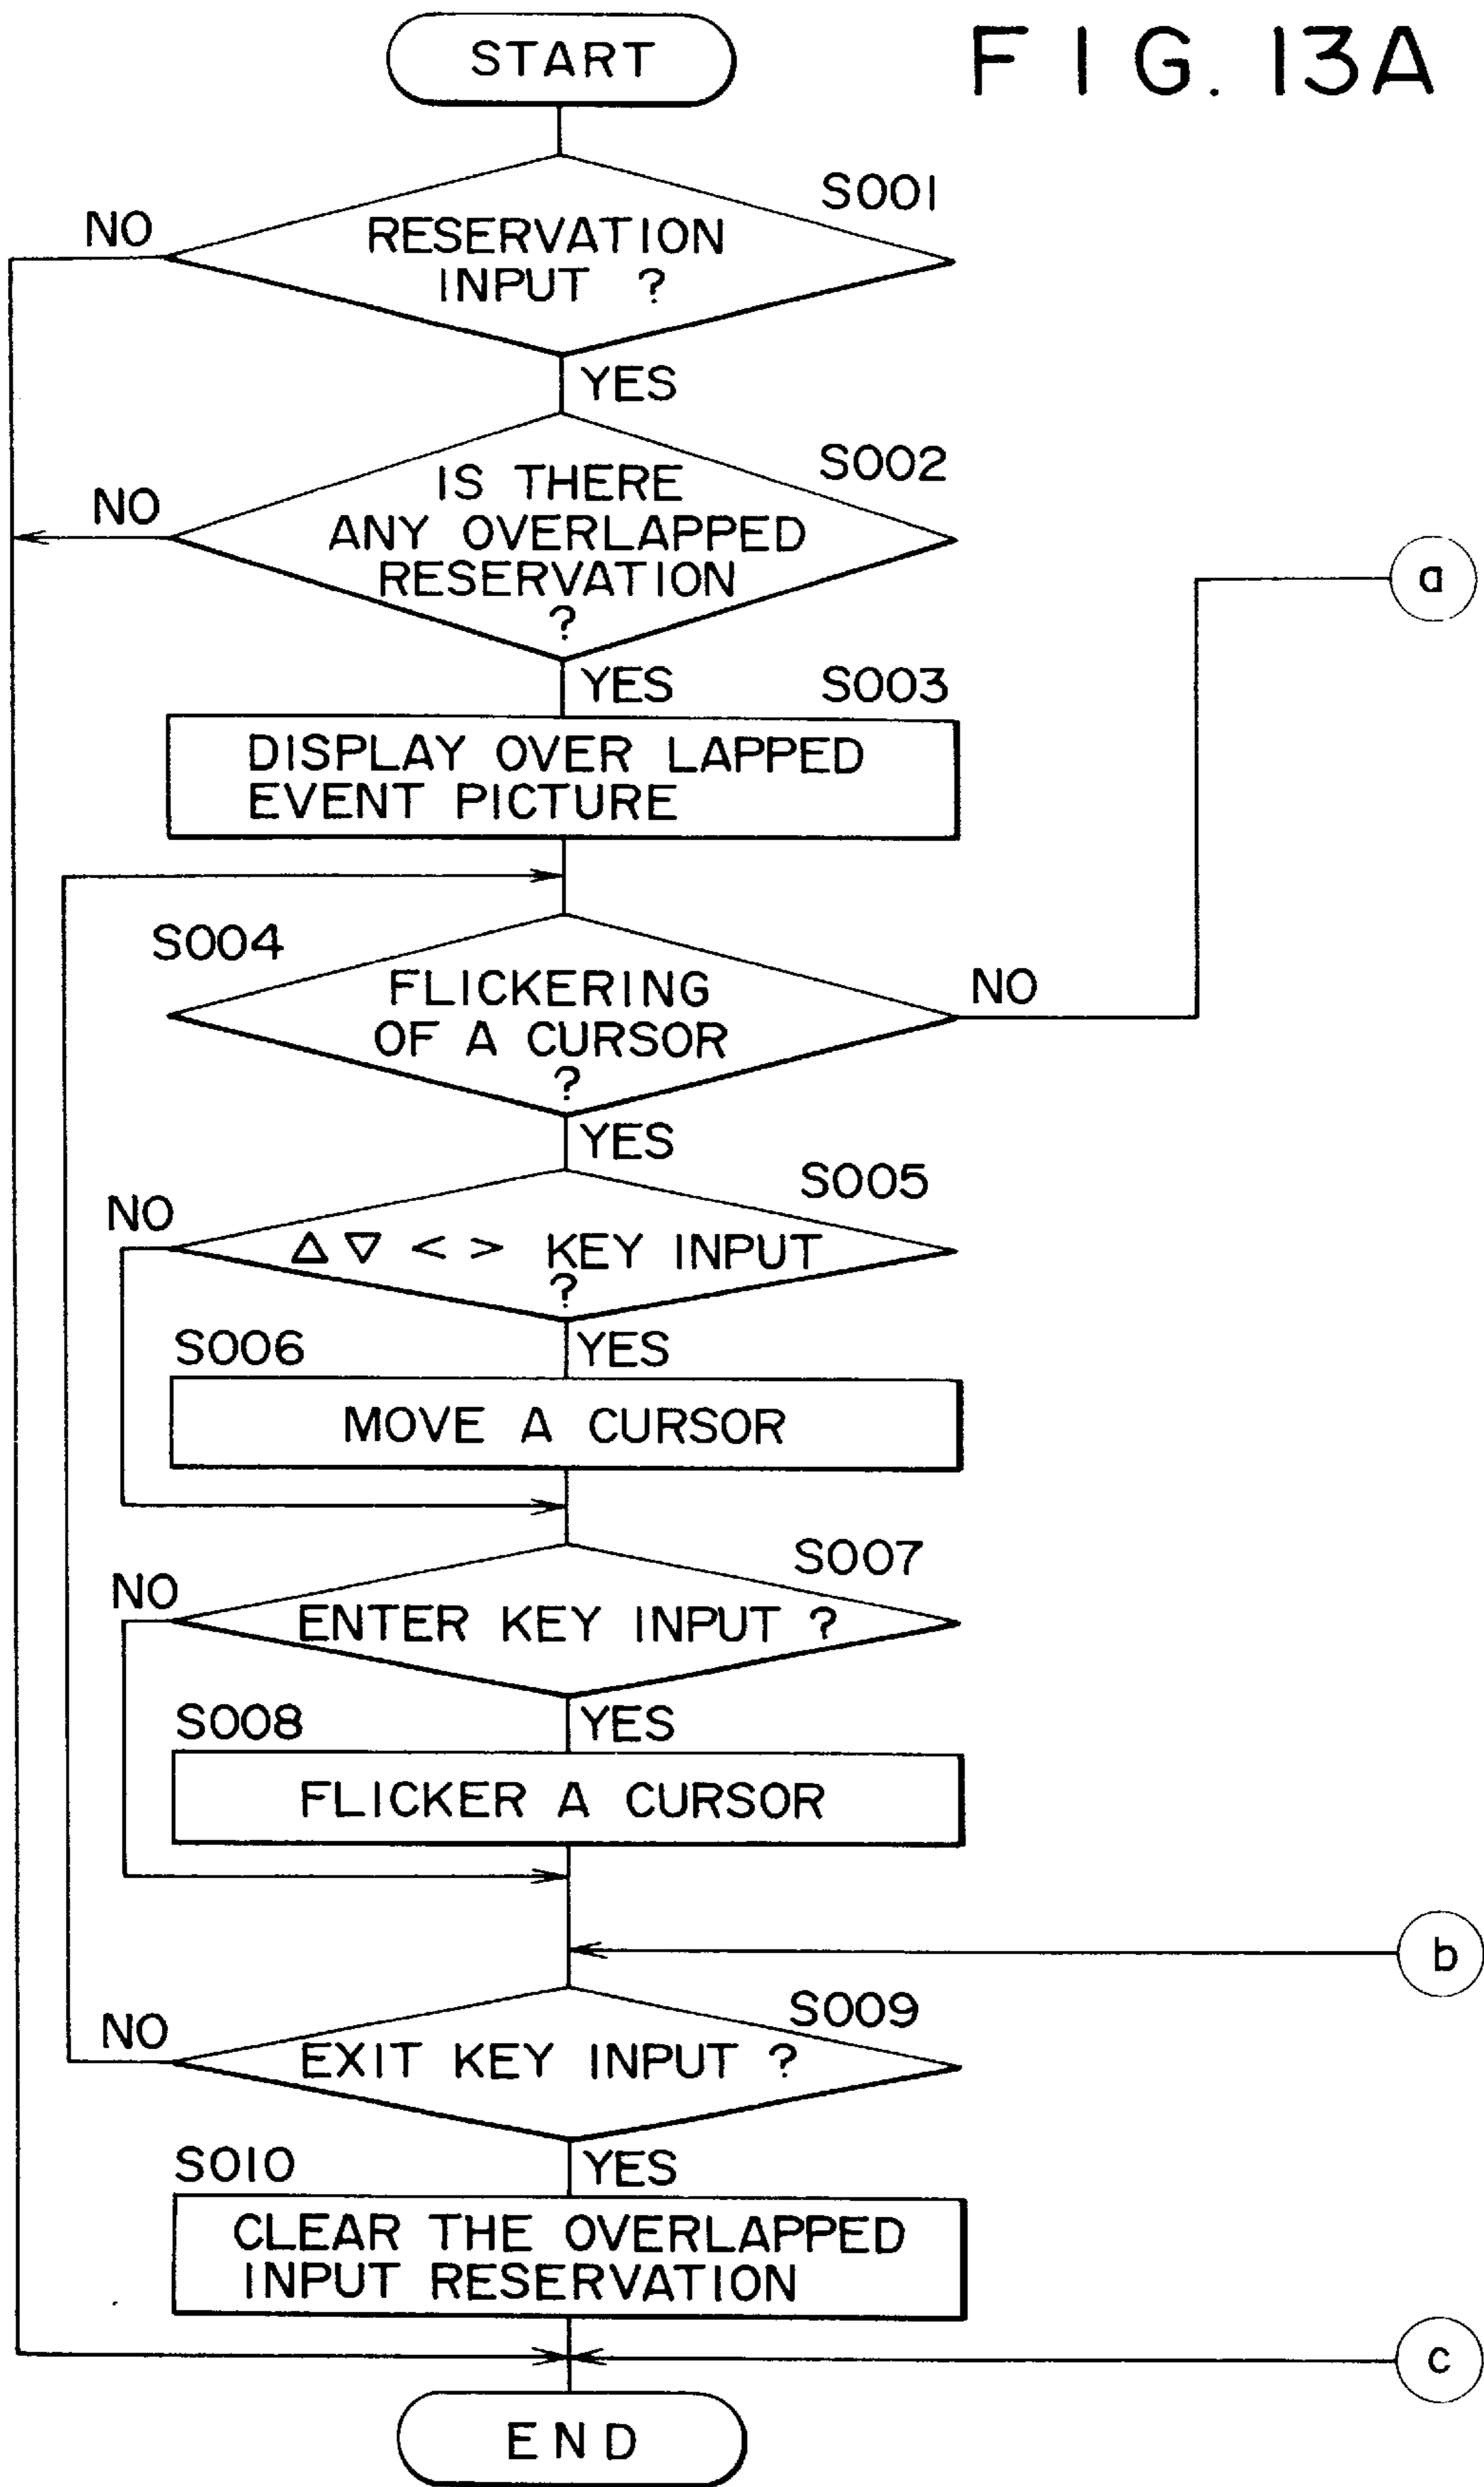 START
FIG. 13A
S001
NO
RESERVATION
INPUT ?
YES
S002
NO
IS THERE
ANY OVERLAPPED
RESERVATION
?
a
YES
S003
DISPLAY OVER LAPPED
EVENT PICTURE
S004
FLICKERING
OF A CURSOR
?
NO
YES
S005
NO
△ ▽ < > KEY INPUT
?
S006
YES
MOVE A CURSOR
S007
NO
ENTER KEY INPUT ?
S008
YES
FLICKER A CURSOR
b
S009
NO
EXIT KEY INPUT ?
S010
YES
CLEAR THE OVERLAPPED
INPUT RESERVATION
c
END